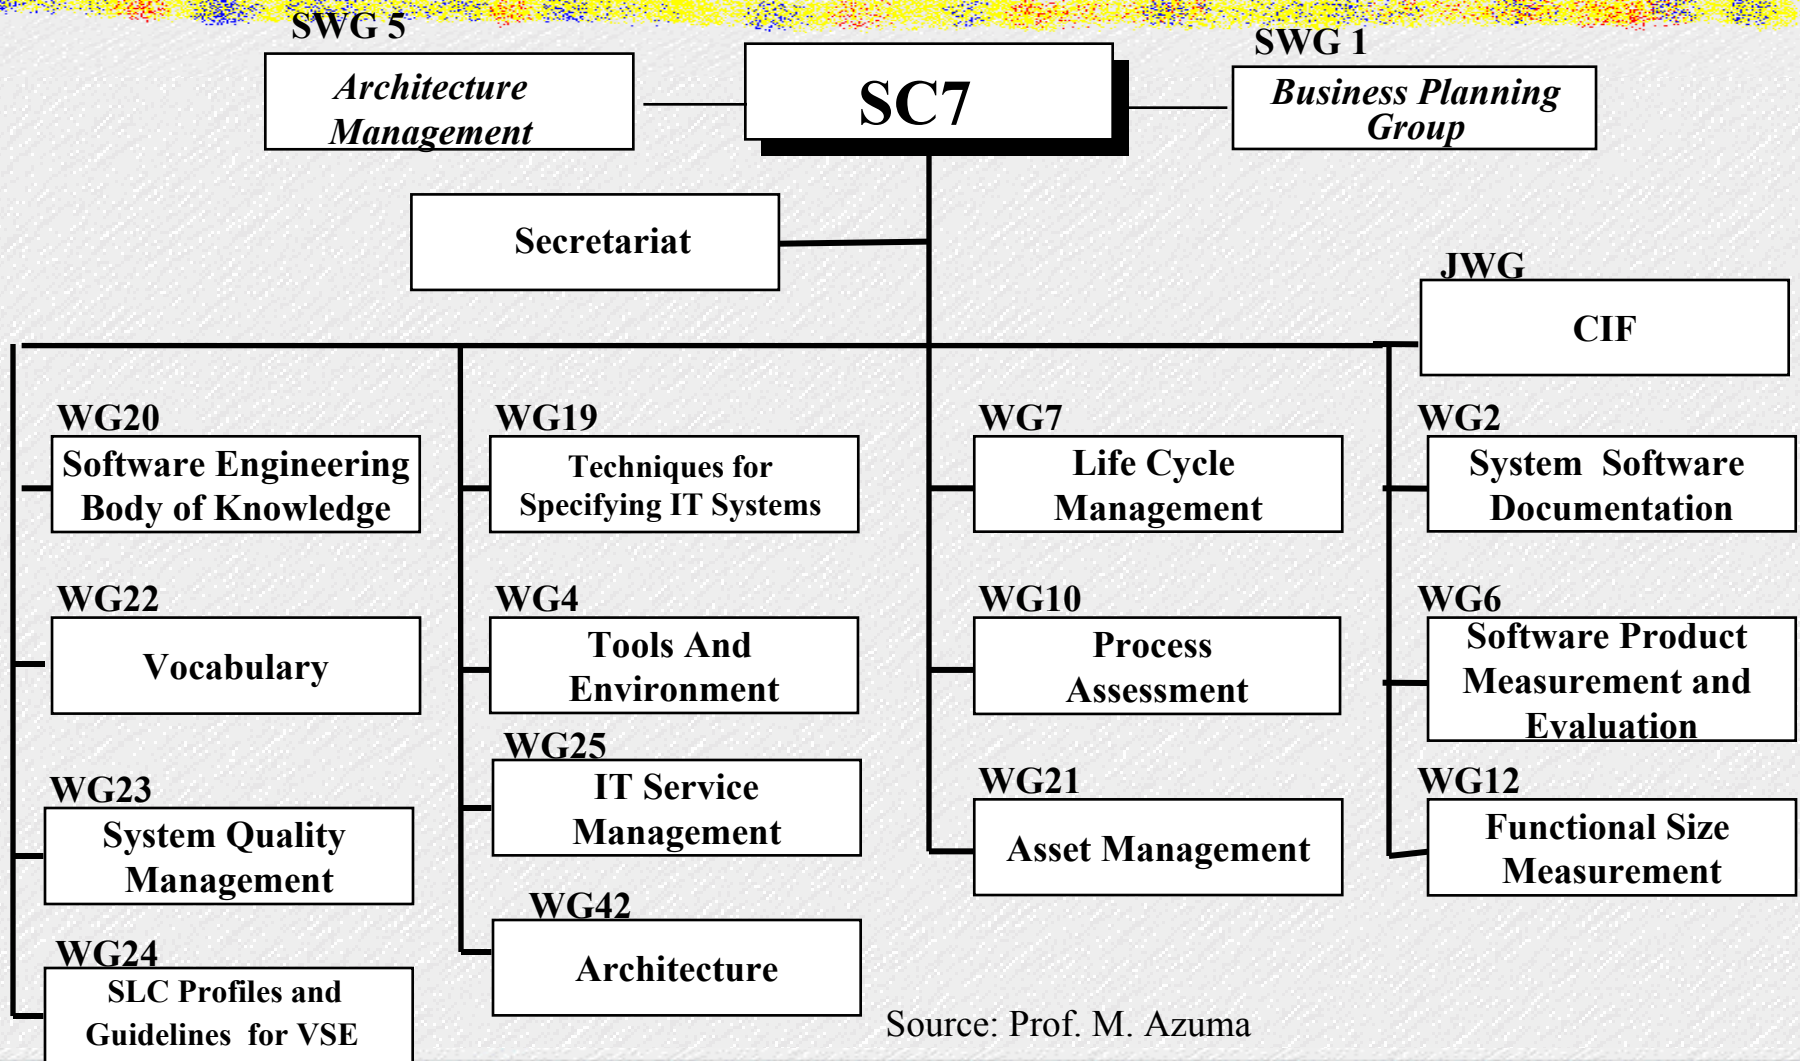 SWG 5
Architecture
Management
SC7
SWG 1
Business Planning
Group
Secretariat
JWG
CIF
WG20
Software Engineering
Body of Knowledge
WG22
Vocabulary
WG23
System Quality
Management
WG24
SLC Profiles and
Guidelines for VSE
WG19
Techniques for
Specifying IT Systems
WG4
Tools And
Environment
WG25
IT Service
Management
WG42
Architecture
WG7
Life Cycle
Management
WG10
Process
Assessment
WG21
Asset Management
WG2
System Software
Documentation
WG6
Software Product
Measurement and
Evaluation
WG12
Functional Size
Measurement
Source: Prof. M. Azuma